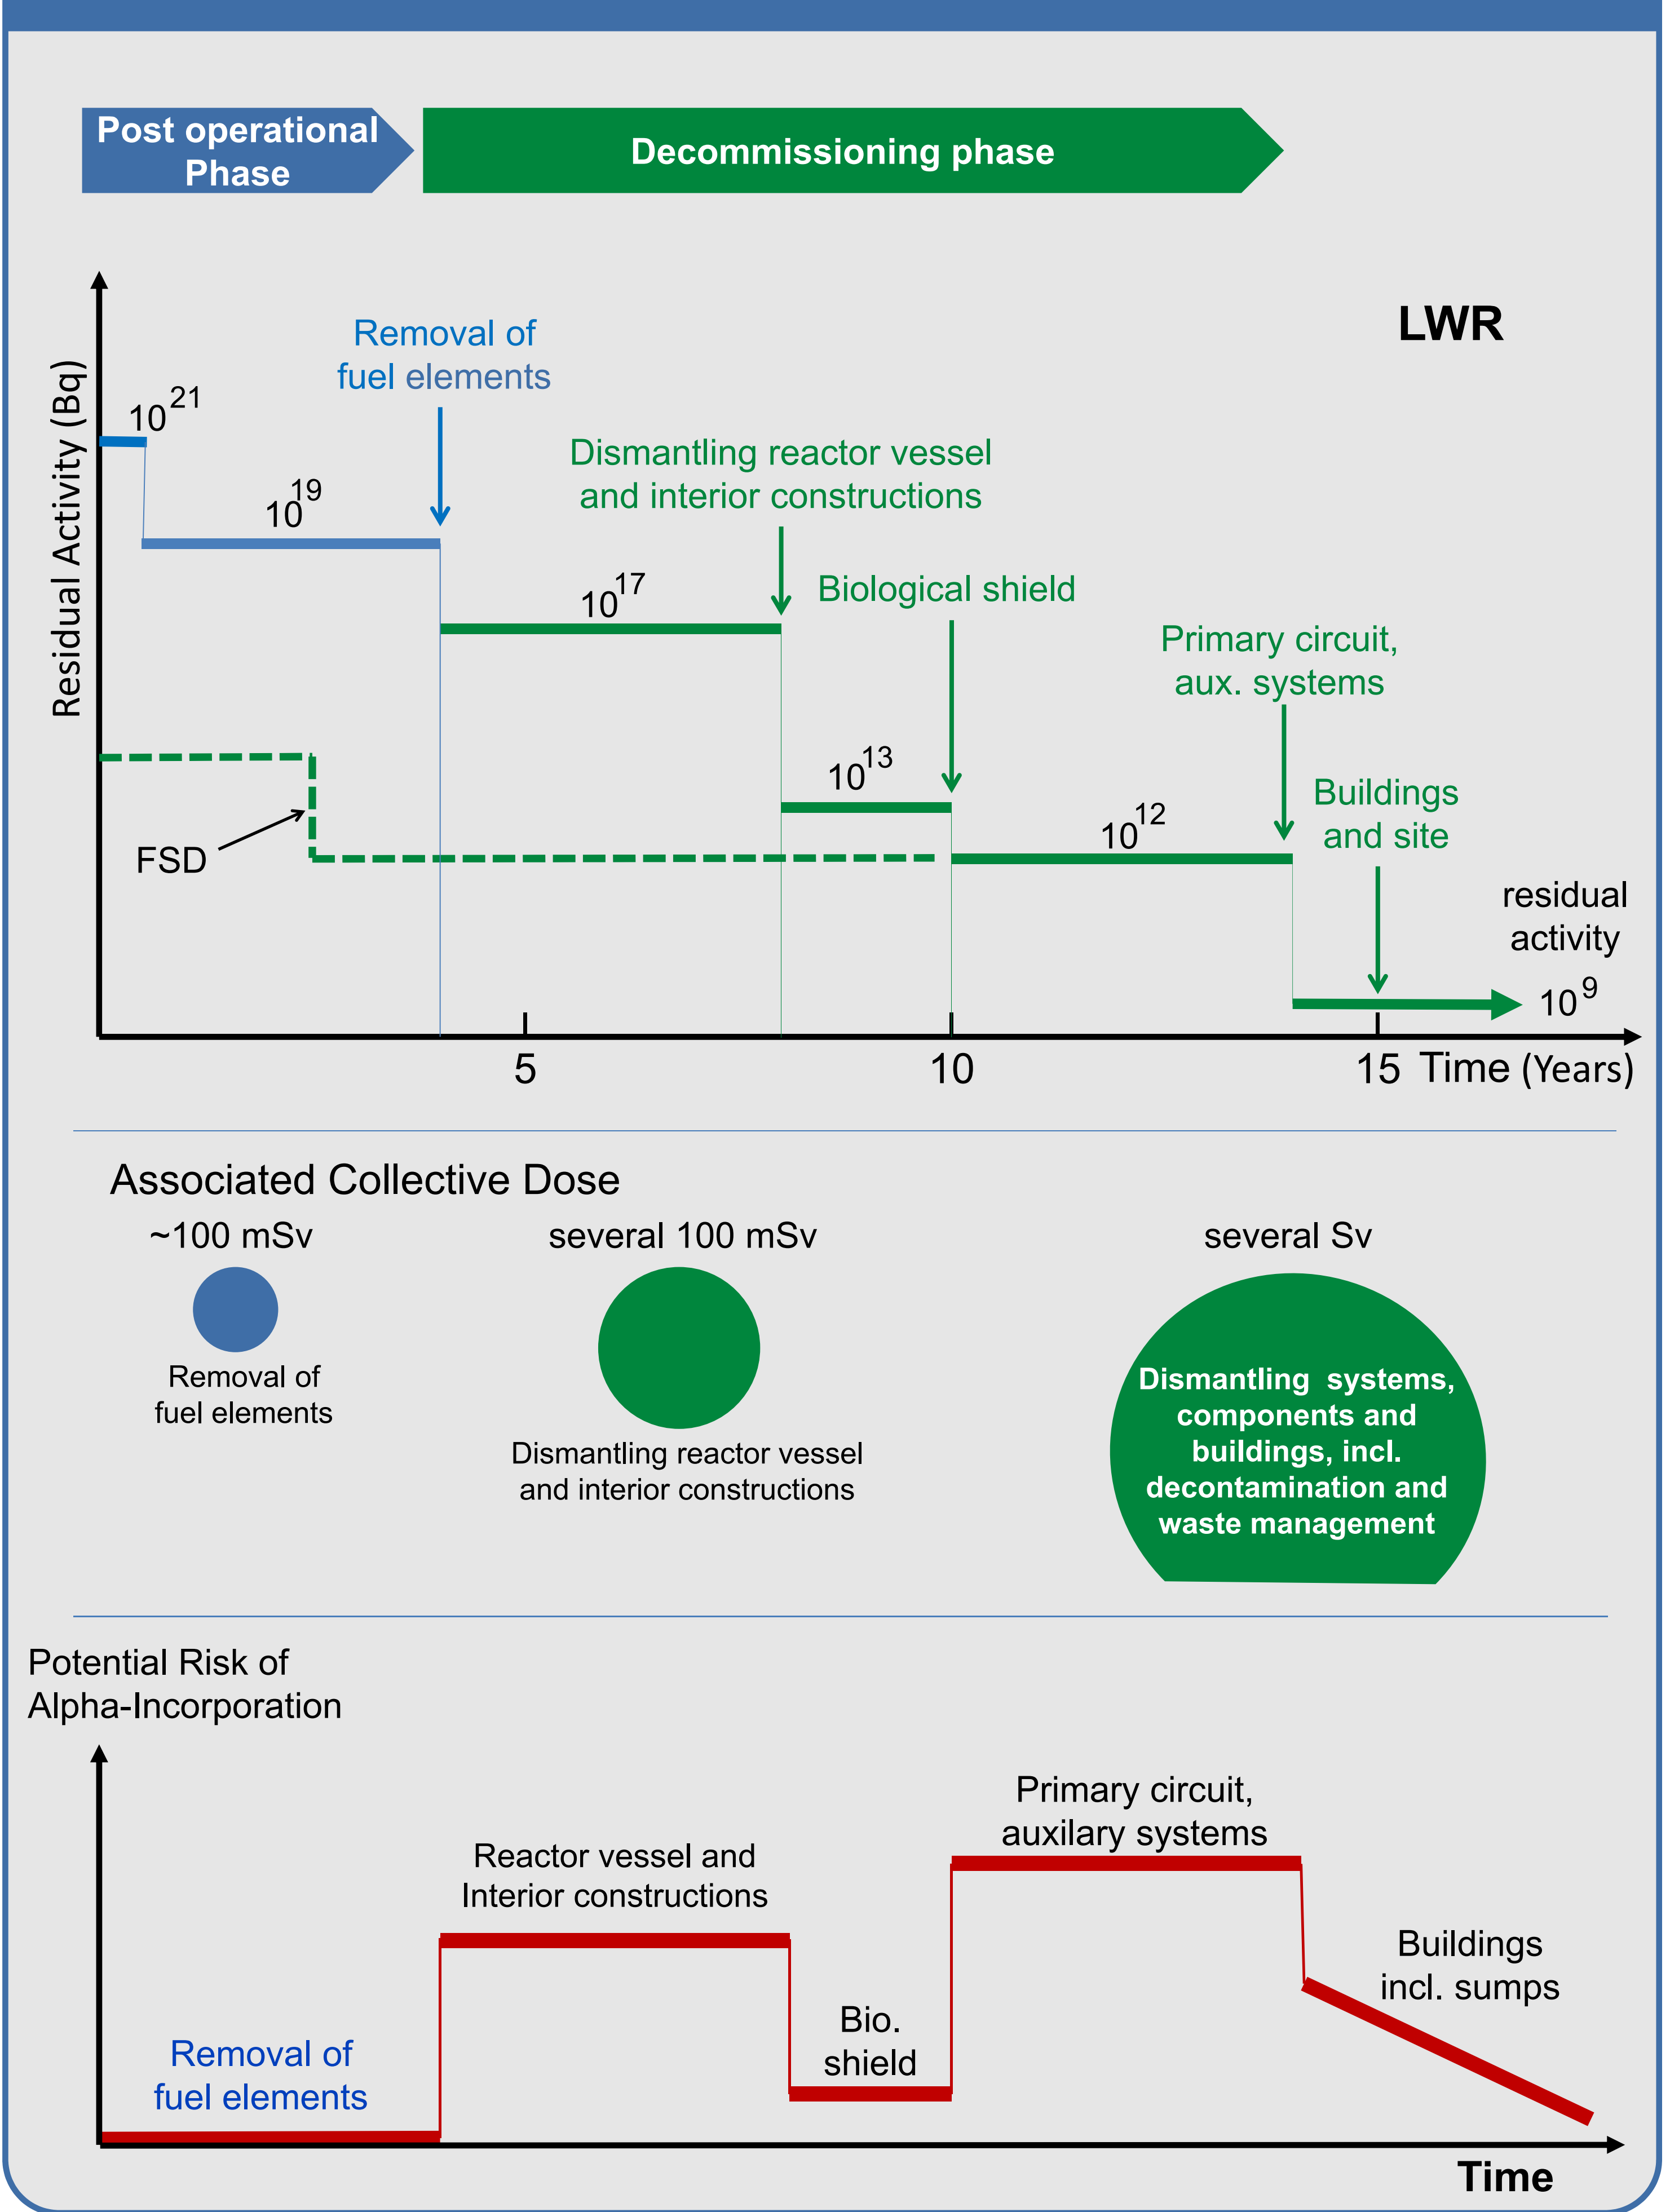 Post operational
Phase
Decommissioning phase
LWR
Residual Activity (Bq)
Removal of
fuel elements
10^21
10^19
Dismantling reactor vessel
and interior constructions
10^17
Biological shield
Primary circuit,
aux. systems
10^13
Buildings
and site
10^12
FSD
residual
activity
10^9
5
10
15
Time (Years)
Associated Collective Dose
~100 mSv
several 100 mSv
several Sv
Removal of
fuel elements
Dismantling reactor vessel
and interior constructions
Dismantling systems,
components and
buildings, incl.
decontamination and
waste management
Potential Risk of
Alpha-Incorporation
Primary circuit,
auxilary systems
Reactor vessel and
Interior constructions
Buildings
incl. sumps
Bio.
shield
Removal of
fuel elements
Time